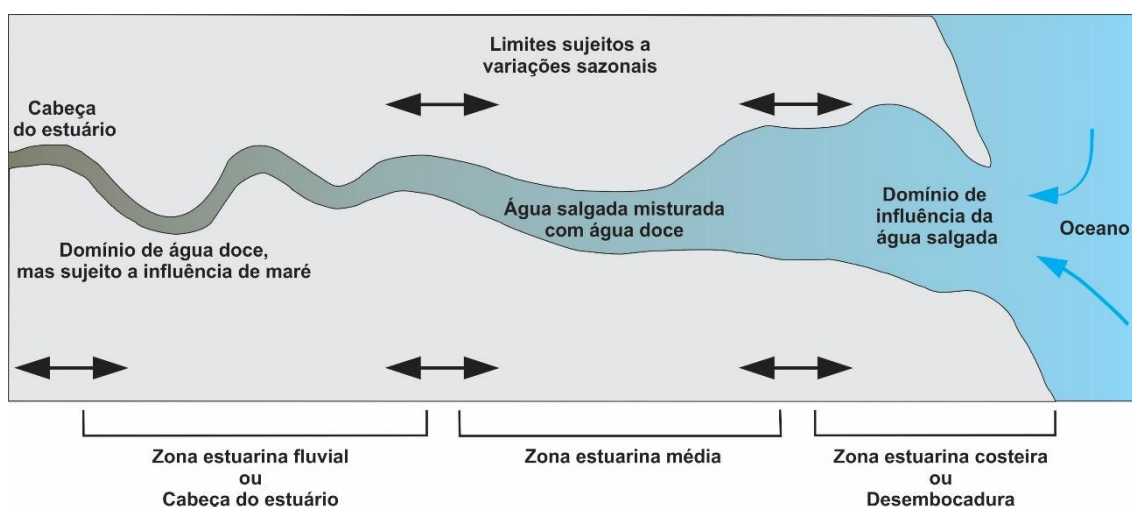 Limites sujeitos a
variações sazonais
Cabeça
do estuário
Água salgada misturada
com água doce
Domínio de
influência da
água salgada
Oceano
Domínio de água doce,
mas sujeito a influência de maré
Zona estuarina fluvial
ou
Cabeça do estuário
Zona estuarina média
Zona estuarina costeira
ou
Desembocadura